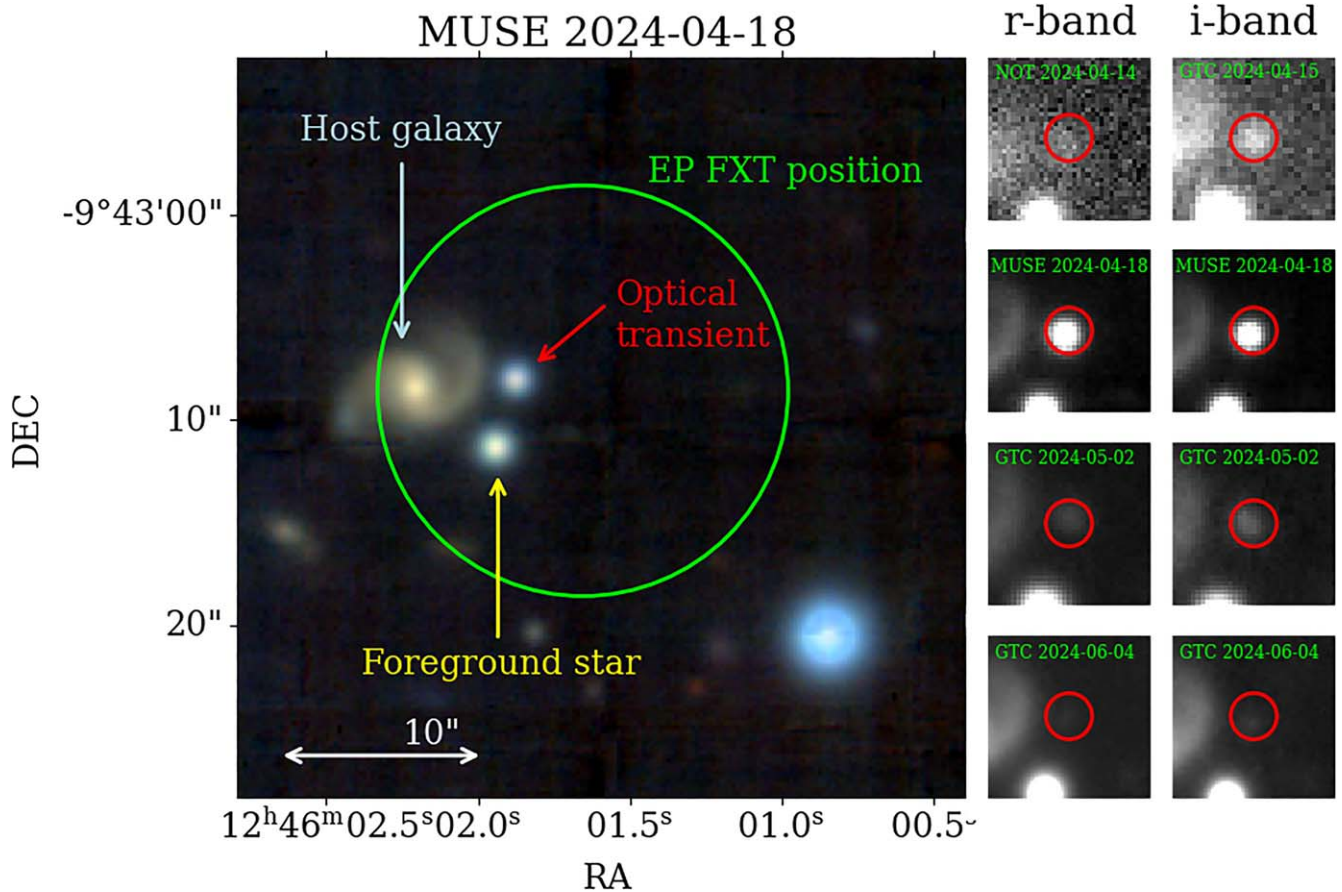 MUSE 2024-04-18
r-band
i-band
NOT 2024-04-14
GTC 2024-04-15
Host galaxy
EP FXT position
-9°43'00"
MUSE 2024-04-18
MUSE 2024-04-18
Optical
transient
DEC
10"
GTC 2024-05-02
GTC 2024-05-02
20"
Foreground star
GTC 2024-06-04
GTC 2024-06-04
10"
12ʰ46ᵐ02.5ˢ02.0ˢ 01.5ˢ 01.0ˢ 00.5
RA